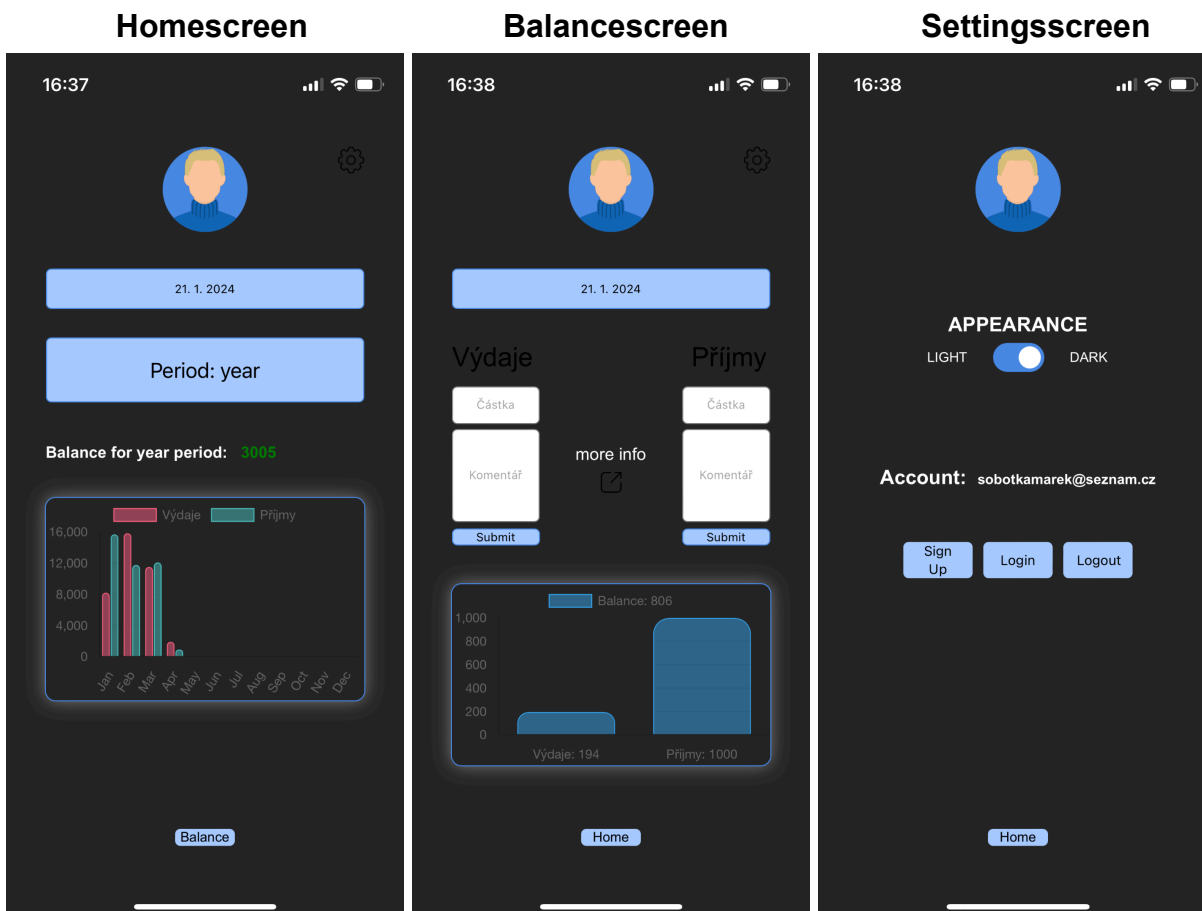 Homescreen
Balancescreen
Settingsscreen
16:37
21. 1. 2024
Period: year
Balance for year period: 3005
Výdaje Příjmy
16,000
12,000
8,000
4,000
0
Jan Feb Mar Apr May Jun Jul Aug Sep Oct Nov Dec
Balance
16:38
21. 1. 2024
Výdaje Příjmy
Částka Částka
Komentář more info Komentář
Submit Submit
Balance: 806
1,000
800
600
400
200
0
Výdaje: 194 Příjmy: 1000
Home
16:38
APPEARANCE
LIGHT DARK
Account: sobotkamarek@seznam.cz
Sign
Up
Login
Logout
Home